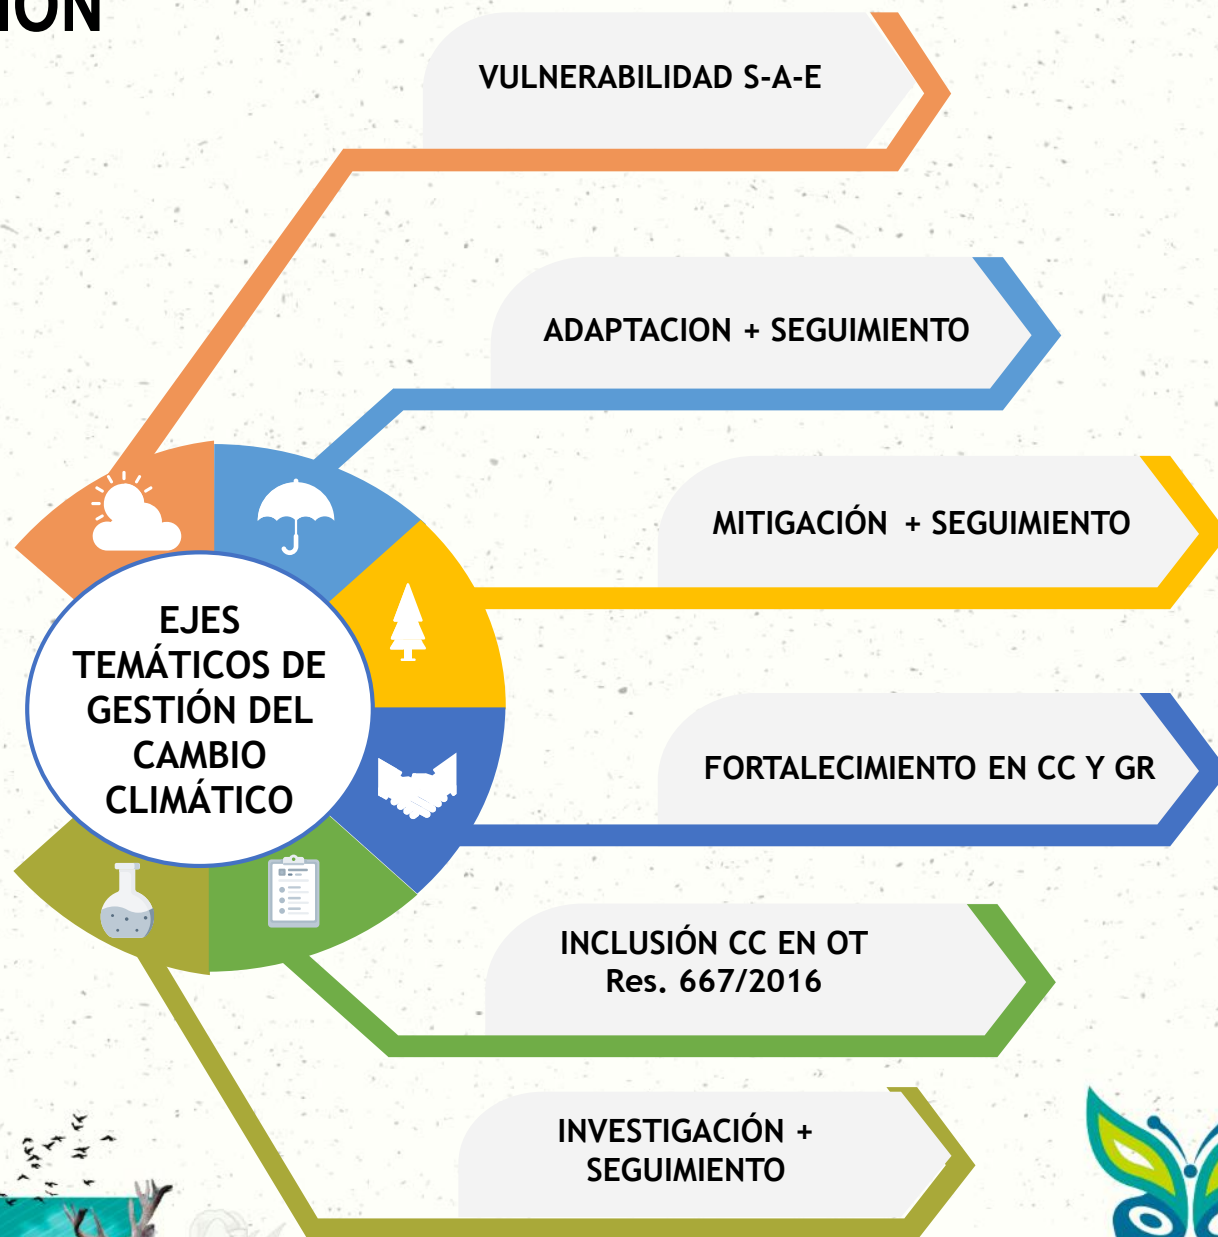 VULNERABILIDAD S-A-E
ADAPTACION + SEGUIMIENTO
MITIGACIÓN + SEGUIMIENTO
EJES
TEMÁTICOS DE
GESTIÓN DEL
CAMBIO
CLIMÁTICO
FORTALECIMIENTO EN CC Y GR
INCLUSIÓN CC EN OT
Res. 667/2016
INVESTIGACIÓN +
SEGUIMIENTO